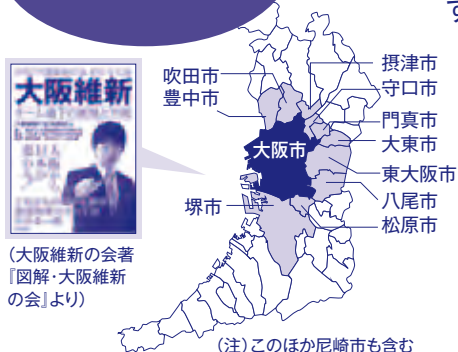 す
大阪維新
(大阪維新の会著
『図解・大阪維新
の会』より)
吹田市
豊中市
大阪市
堺市
摂津市
守口市
門真市
大東市
東大阪市
八尾市
松原市
(注)このほか尼崎市も含む